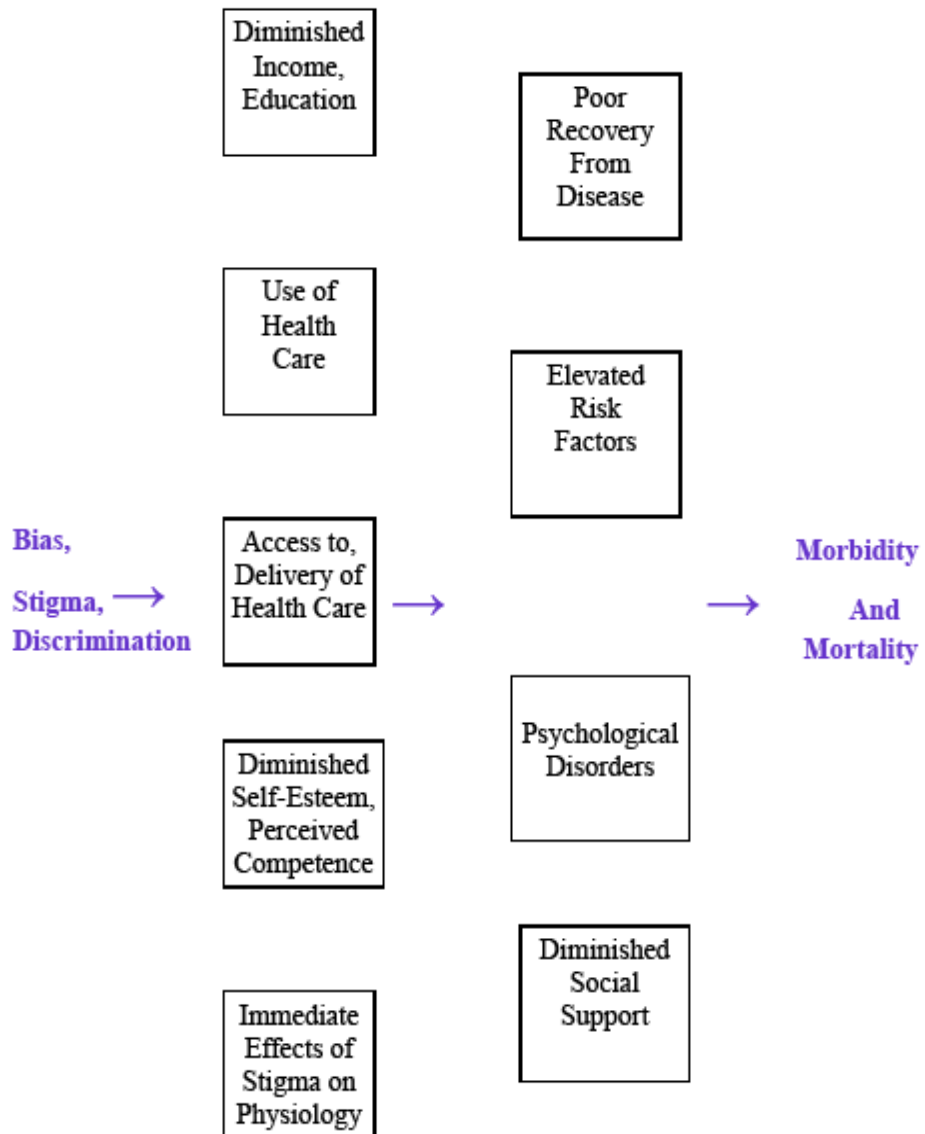 Bias,
Stigma, →
Discrimination
Diminished
Income,
Education
Use of
Health
Care
Access to,
Delivery of
Health Care
Diminished
Self-Esteem,
Perceived
Competence
Immediate
Effects of
Stigma on
Physiology
→
Poor
Recovery
From
Disease
Elevated
Risk
Factors
Psychological
Disorders
Diminished
Social
Support
→
Morbidity
And
Mortality